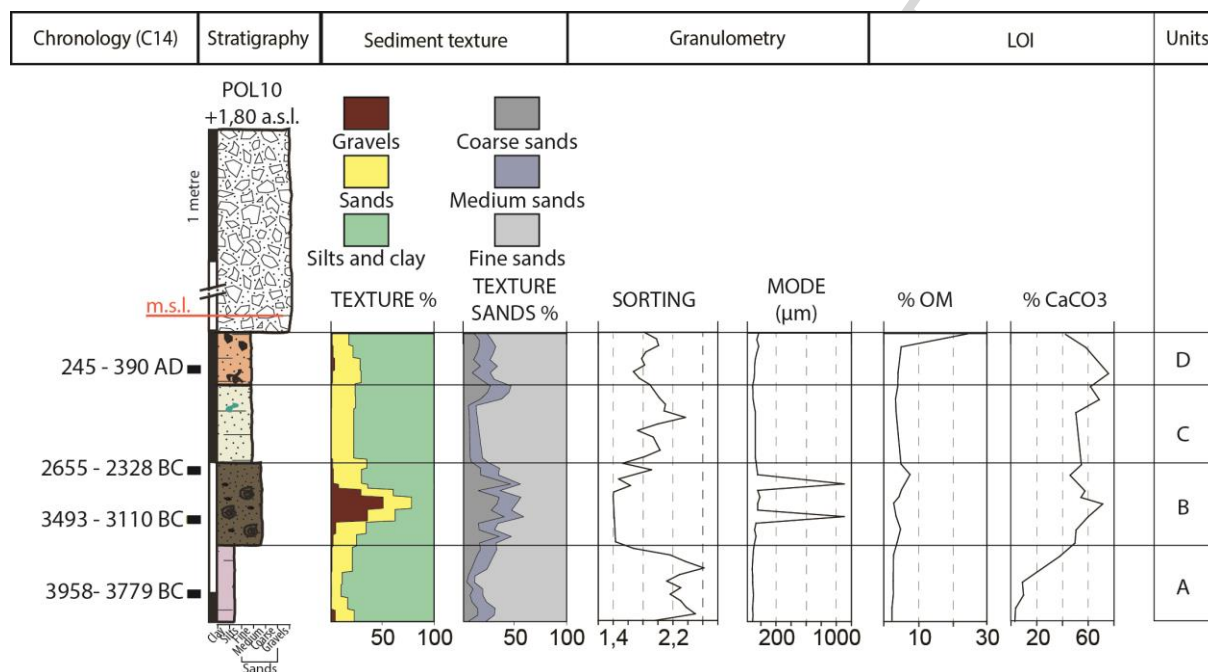 Chronology (C14)
Stratigraphy
Sediment texture
Granulometry
LOI
Units
POL10
+1,80 a.s.l.
1 metre
m.s.l.
Gravels
Sands
Silts and clay
Coarse sands
Medium sands
Fine sands
TEXTURE %
TEXTURE
SANDS %
SORTING
MODE
(µm)
% OM
% CaCO3
245 - 390 AD
D
C
2655 - 2328 BC
3493 - 3110 BC
B
3958- 3779 BC
A
Clay
Silts
Fine
Medium
Coarse
Gravels
Sands
50 100
50 100
1,4 2,2
200 1000
10 30
20 60